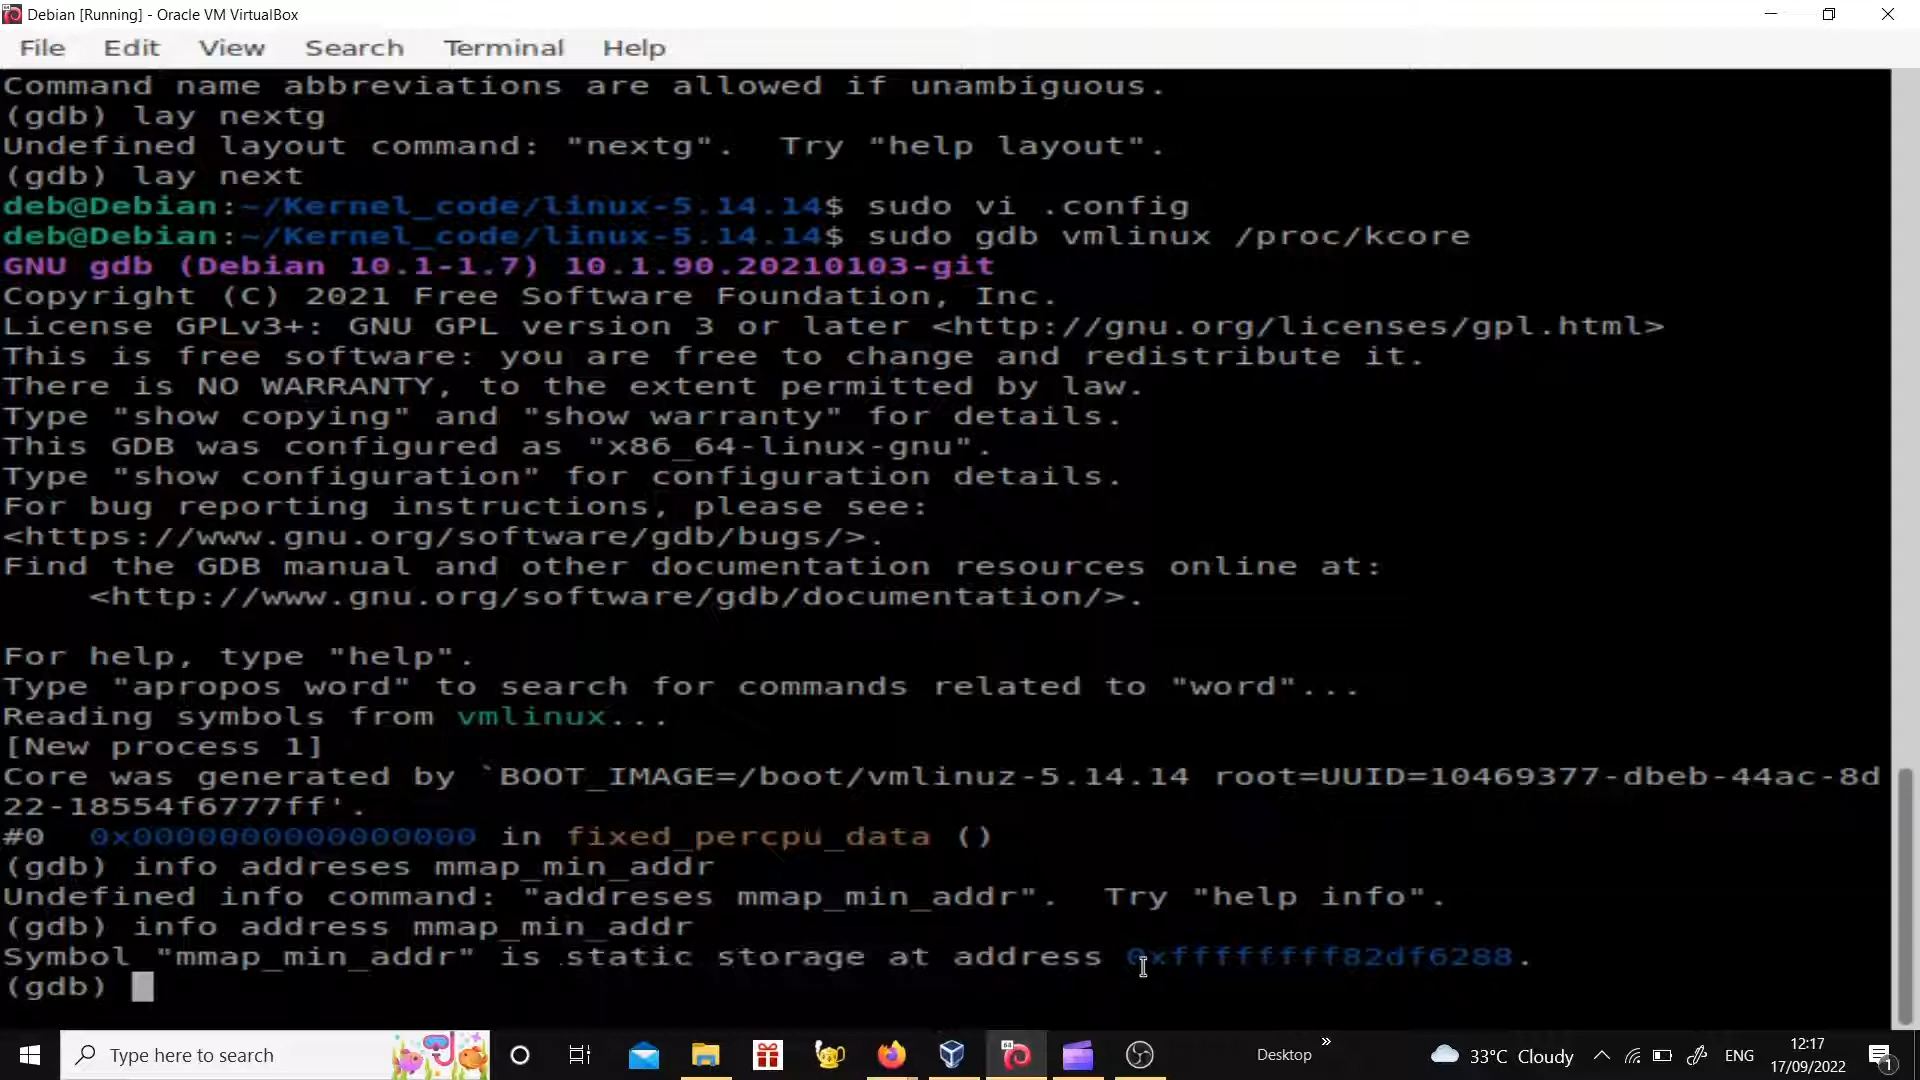 Debian [Running] - Oracle VM VirtualBox
File Edit View Search Terminal Help
Command name abbreviations are allowed if unambiguous.
(gdb) lay nextg
Undefined layout command: "nextg".  Try "help layout".
(gdb) lay next
deb@Debian:~/Kernel_code/linux-5.14.14$ sudo vi .config
deb@Debian:~/Kernel_code/linux-5.14.14$ sudo gdb vmlinux /proc/kcore
GNU gdb (Debian 10.1-1.7) 10.1.90.20210103-git
Copyright (C) 2021 Free Software Foundation, Inc.
License GPLv3+: GNU GPL version 3 or later <http://gnu.org/licenses/gpl.html>
This is free software: you are free to change and redistribute it.
There is NO WARRANTY, to the extent permitted by law.
Type "show copying" and "show warranty" for details.
This GDB was configured as "x86_64-linux-gnu".
Type "show configuration" for configuration details.
For bug reporting instructions, please see:
<https://www.gnu.org/software/gdb/bugs/>.
Find the GDB manual and other documentation resources online at:
    <http://www.gnu.org/software/gdb/documentation/>.
For help, type "help".
Type "apropos word" to search for commands related to "word"...
Reading symbols from vmlinux...
[New process 1]
Core was generated by `BOOT_IMAGE=/boot/vmlinuz-5.14.14 root=UUID=10469377-dbeb-44ac-8d
22-18554f6777ff'.
#0  0x0000000000000000 in fixed_percpu_data ()
(gdb) info addreses mmap_min_addr
Undefined info command: "addreses mmap_min_addr".  Try "help info".
(gdb) info address mmap_min_addr
Symbol "mmap_min_addr" is static storage at address 0xffffffff82df6288.
(gdb)
Type here to search
64
Desktop
»
33°C Cloudy
ENG
12:17
17/09/2022
1